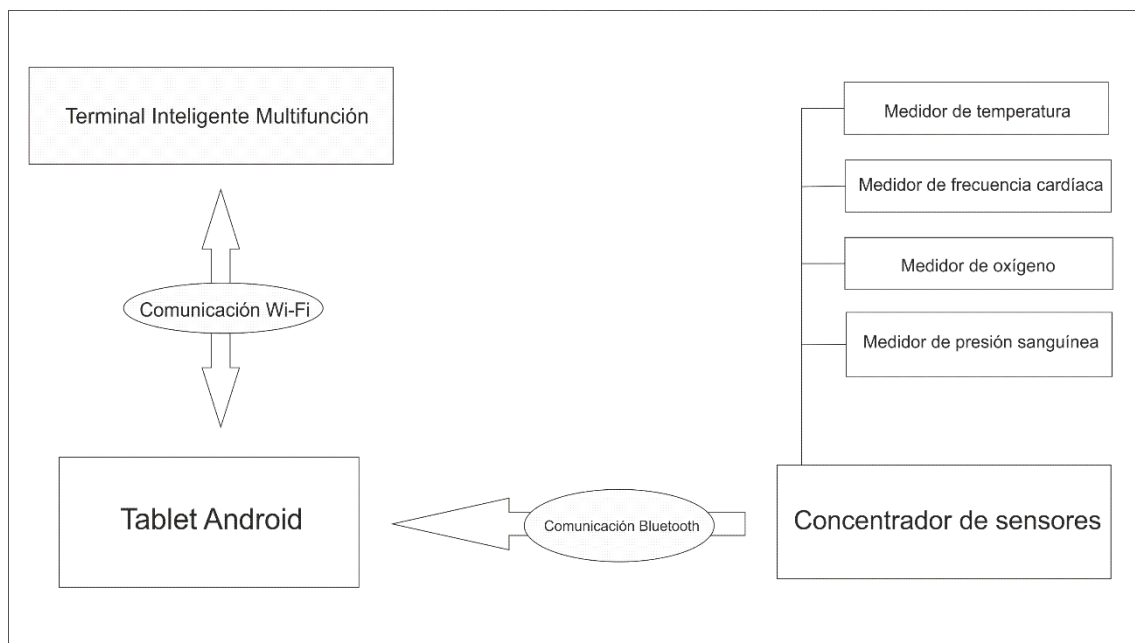 Terminal Inteligente Multifunción
Medidor de temperatura
Medidor de frecuencia cardíaca
Medidor de oxígeno
Comunicación Wi-Fi
Medidor de presión sanguínea
Tablet Android
Comunicación Bluetooth
Concentrador de sensores